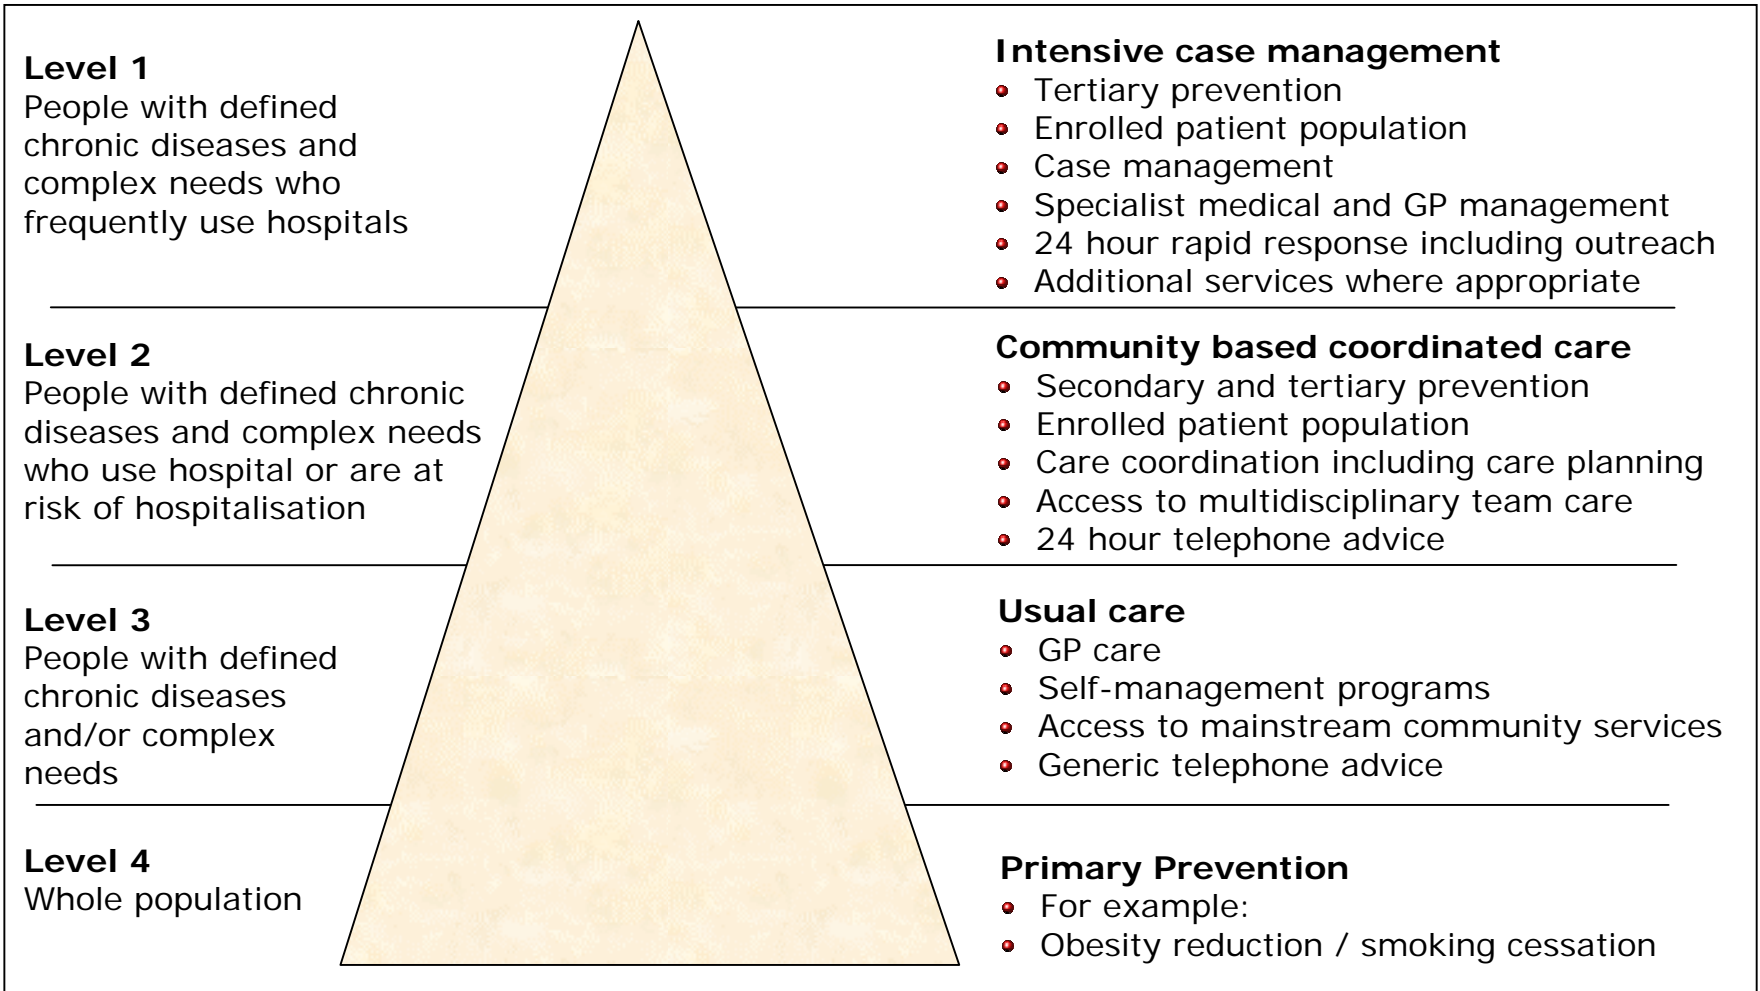 Level 1
People with defined
chronic diseases and
complex needs who
frequently use hospitals
Intensive case management
Tertiary prevention
Enrolled patient population
Case management
Specialist medical and GP management
24 hour rapid response including outreach
Additional services where appropriate
Level 2
People with defined chronic
diseases and complex needs
who use hospital or are at
risk of hospitalisation
Community based coordinated care
Secondary and tertiary prevention
Enrolled patient population
Care coordination including care planning
Access to multidisciplinary team care
24 hour telephone advice
Level 3
People with defined
chronic diseases
and/or complex
needs
Usual care
GP care
Self-management programs
Access to mainstream community services
Generic telephone advice
Level 4
Whole population
Primary Prevention
For example:
Obesity reduction / smoking cessation